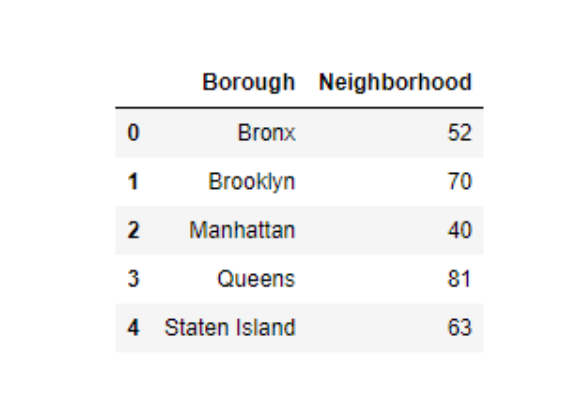 Borough Neighborhood
0 Bronx 52
1 Brooklyn 70
2 Manhattan 40
3 Queens 81
4 Staten Island 63